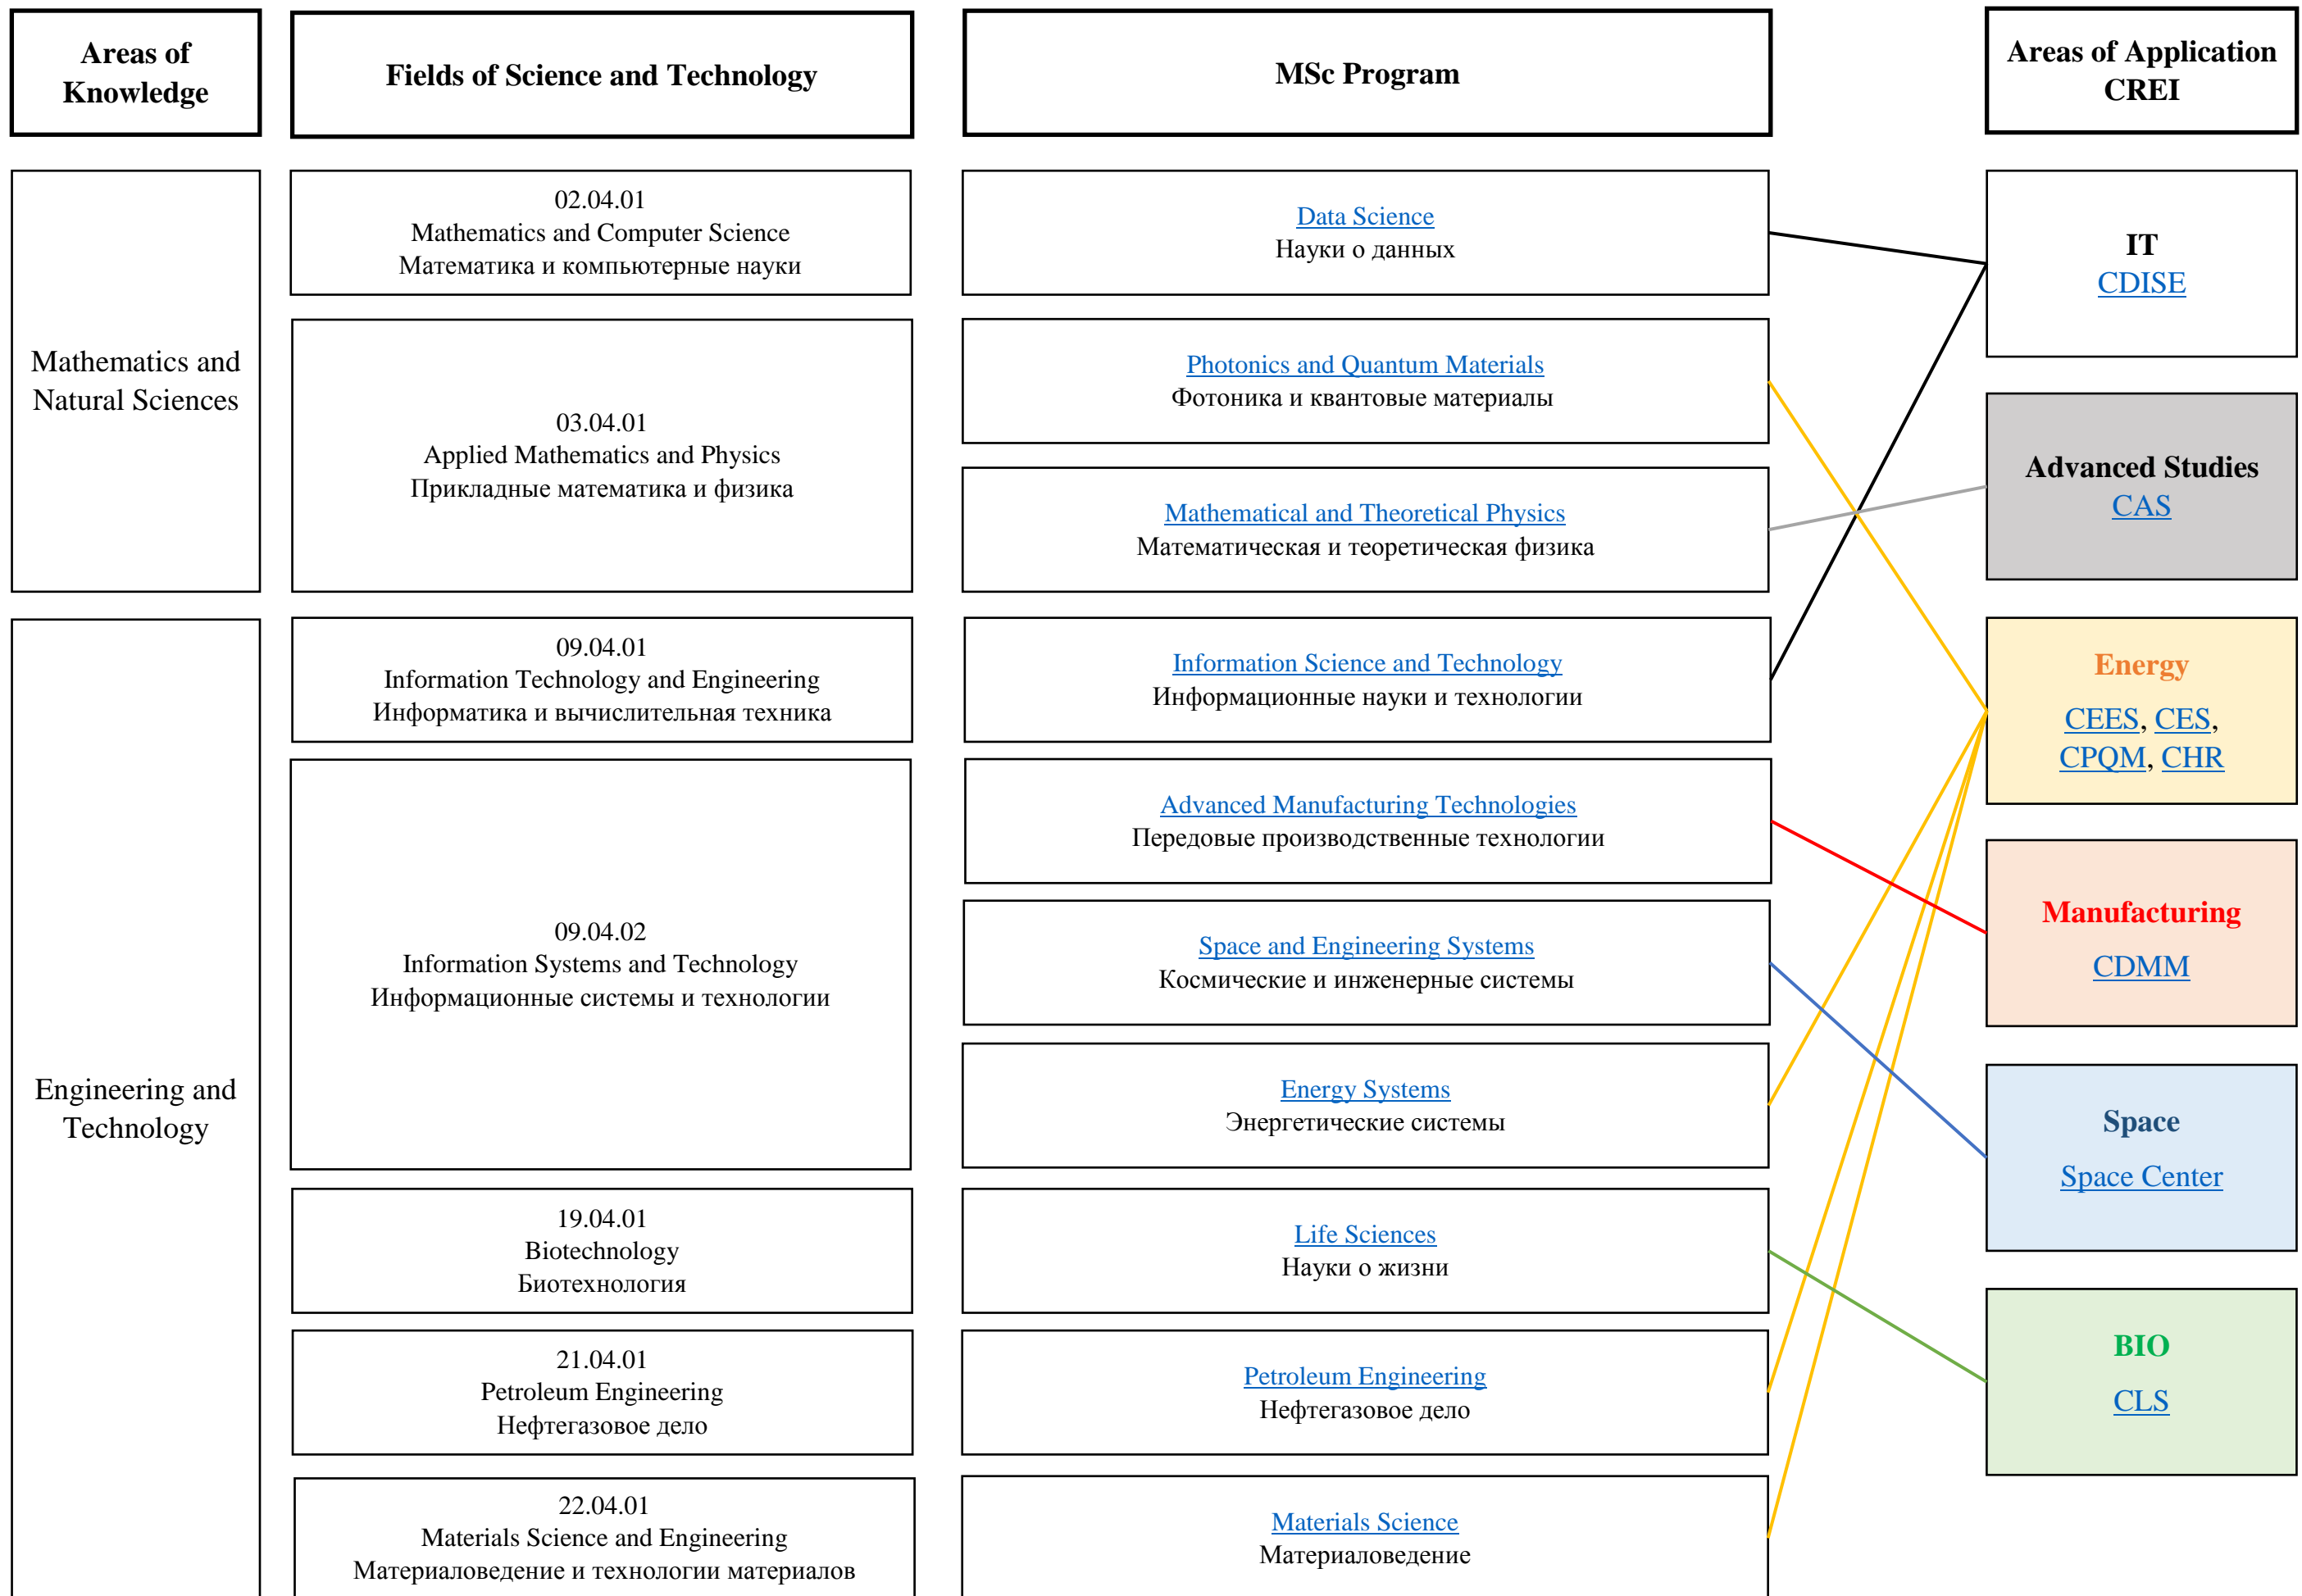 Areas of
Knowledge
Fields of Science and Technology
MSc Program
Areas of Application
CREI
Mathematics and
Natural Sciences
02.04.01
Mathematics and Computer Science
Математика и компьютерные науки
Data Science
Науки о данных
IT
CDISE
03.04.01
Applied Mathematics and Physics
Прикладные математика и физика
Photonics and Quantum Materials
Фотоника и квантовые материалы
Mathematical and Theoretical Physics
Математическая и теоретическая физика
Advanced Studies
CAS
Engineering and
Technology
09.04.01
Information Technology and Engineering
Информатика и вычислительная техника
Information Science and Technology
Информационные науки и технологии
Energy
CEES, CES,
CPQM, CHR
09.04.02
Information Systems and Technology
Информационные системы и технологии
Advanced Manufacturing Technologies
Передовые производственные технологии
Space and Engineering Systems
Космические и инженерные системы
Energy Systems
Энергетические системы
Manufacturing
CDMM
Space
Space Center
19.04.01
Biotechnology
Биотехнология
Life Sciences
Науки о жизни
BIO
CLS
21.04.01
Petroleum Engineering
Нефтегазовое дело
Petroleum Engineering
Нефтегазовое дело
22.04.01
Materials Science and Engineering
Материаловедение и технологии материалов
Materials Science
Материаловедение